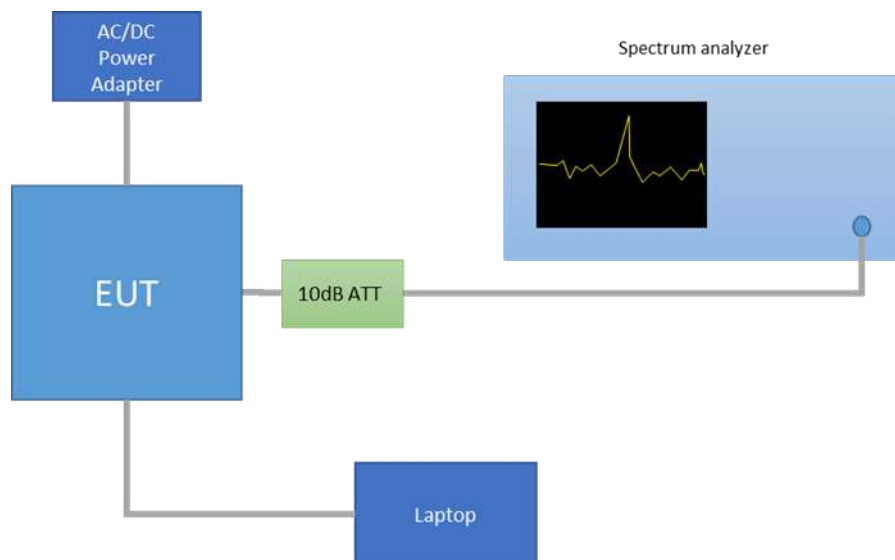 AC/DC
Power
Adapter
Spectrum analyzer
EUT
10dB ATT
Laptop